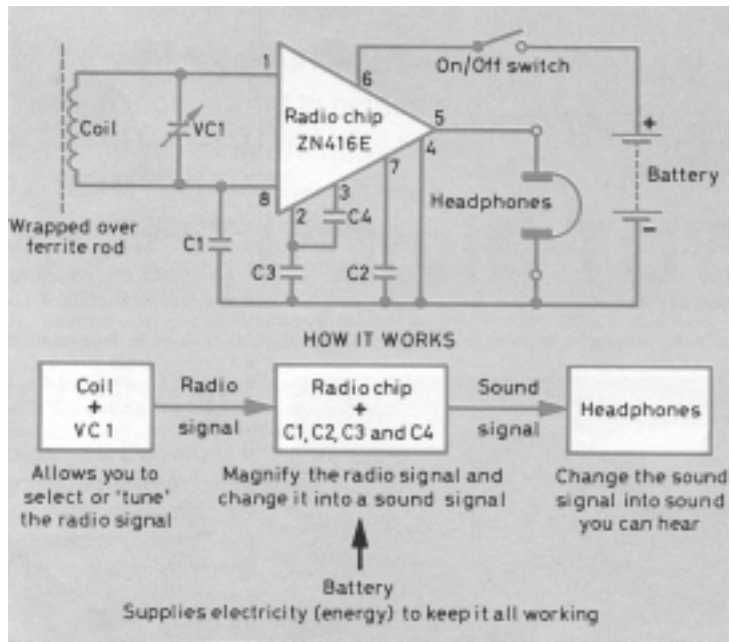 1
6
On/Off switch
Coil
VC1
Radio chip
ZN416E
5
4
+
7
Battery
8
3
2
C4
Headphones
-
Wrapped over
ferrite rod
C1
C3
C2
HOW IT WORKS
Coil
+
VC1
Radio
signal
Radio chip
+
C1, C2, C3 and C4
Sound
signal
Headphones
Allows you to
select or 'tune'
the radio signal
Magnify the radio signal and
change it into a sound signal
Change the sound
signal into sound
you can hear
Battery
Supplies electricity (energy) to keep it all working